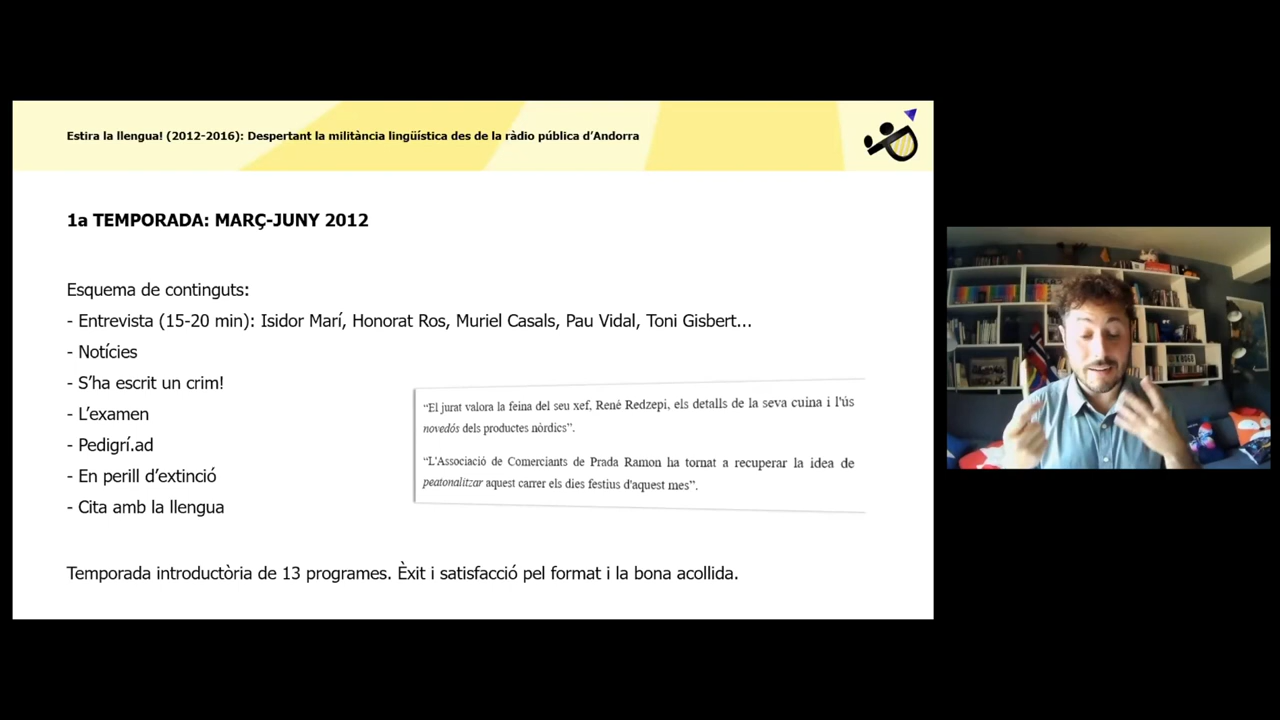 Estira la llengua! (2012-2016): Despertant la militància lingüística des de la ràdio pública d’Andorra
1a TEMPORADA: MARÇ-JUNY 2012
Esquema de continguts:
- Entrevista (15-20 min): Isidor Marí, Honorat Ros, Muriel Casals, Pau Vidal, Toni Gisbert...
- Notícies
- S’ha escrit un crim!
- L’examen
- Pedigrí.ad
- En perill d’extinció
- Cita amb la llengua
“El jurat valora la feina del seu xef, René Redzepi, els detalls de la seva cuina i l'ús
novedós dels productes nòrdics”.
“L'Associació de Comerciants de Prada Ramon ha tornat a recuperar la idea de
peatonalitzar aquest carrer els dies festius d'aquest mes”.
Temporada introductòria de 13 programes. Èxit i satisfacció pel format i la bona acollida.